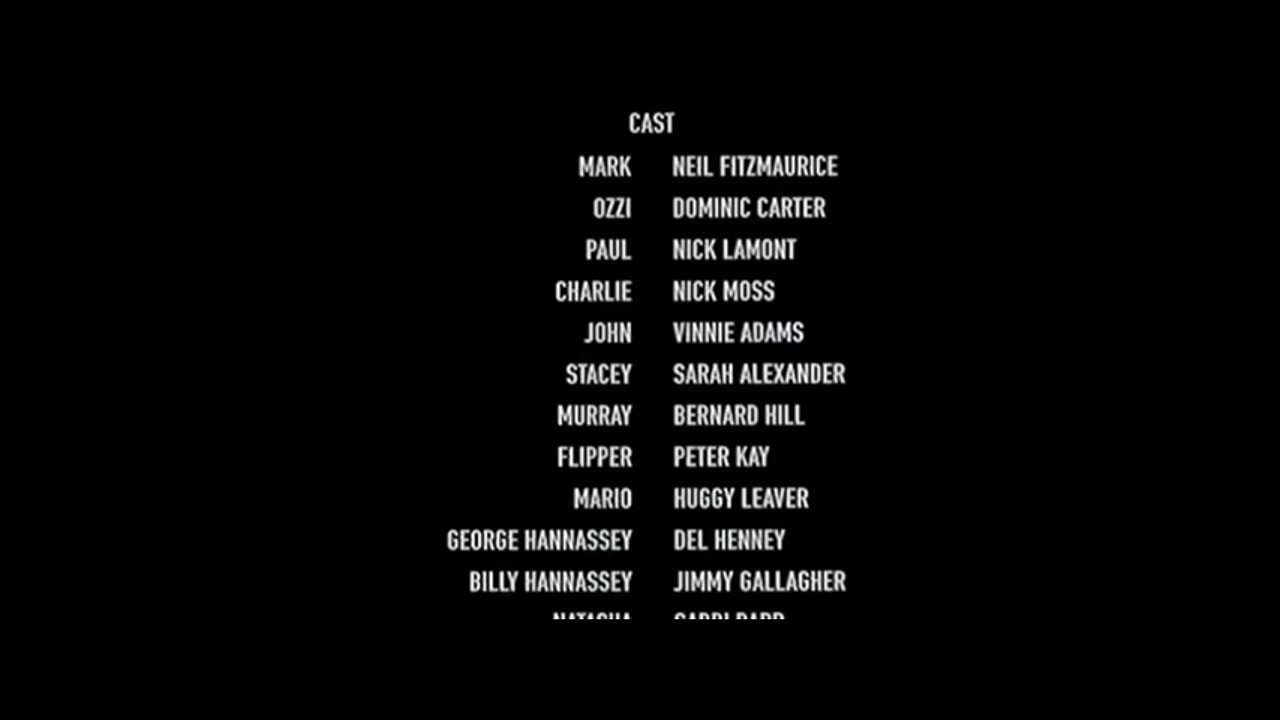 CAST
MARK NEIL FITZMAURICE
OZZI DOMINIC CARTER
PAUL NICK LAMONT
CHARLIE NICK MOSS
JOHN VINNIE ADAMS
STACEY SARAH ALEXANDER
MURRAY BERNARD HILL
FLIPPER PETER KAY
MARIO HUGGY LEAVER
GEORGE HANNASSEY DEL HENNEY
BILLY HANNASSEY JIMMY GALLAGHER
NATASHA